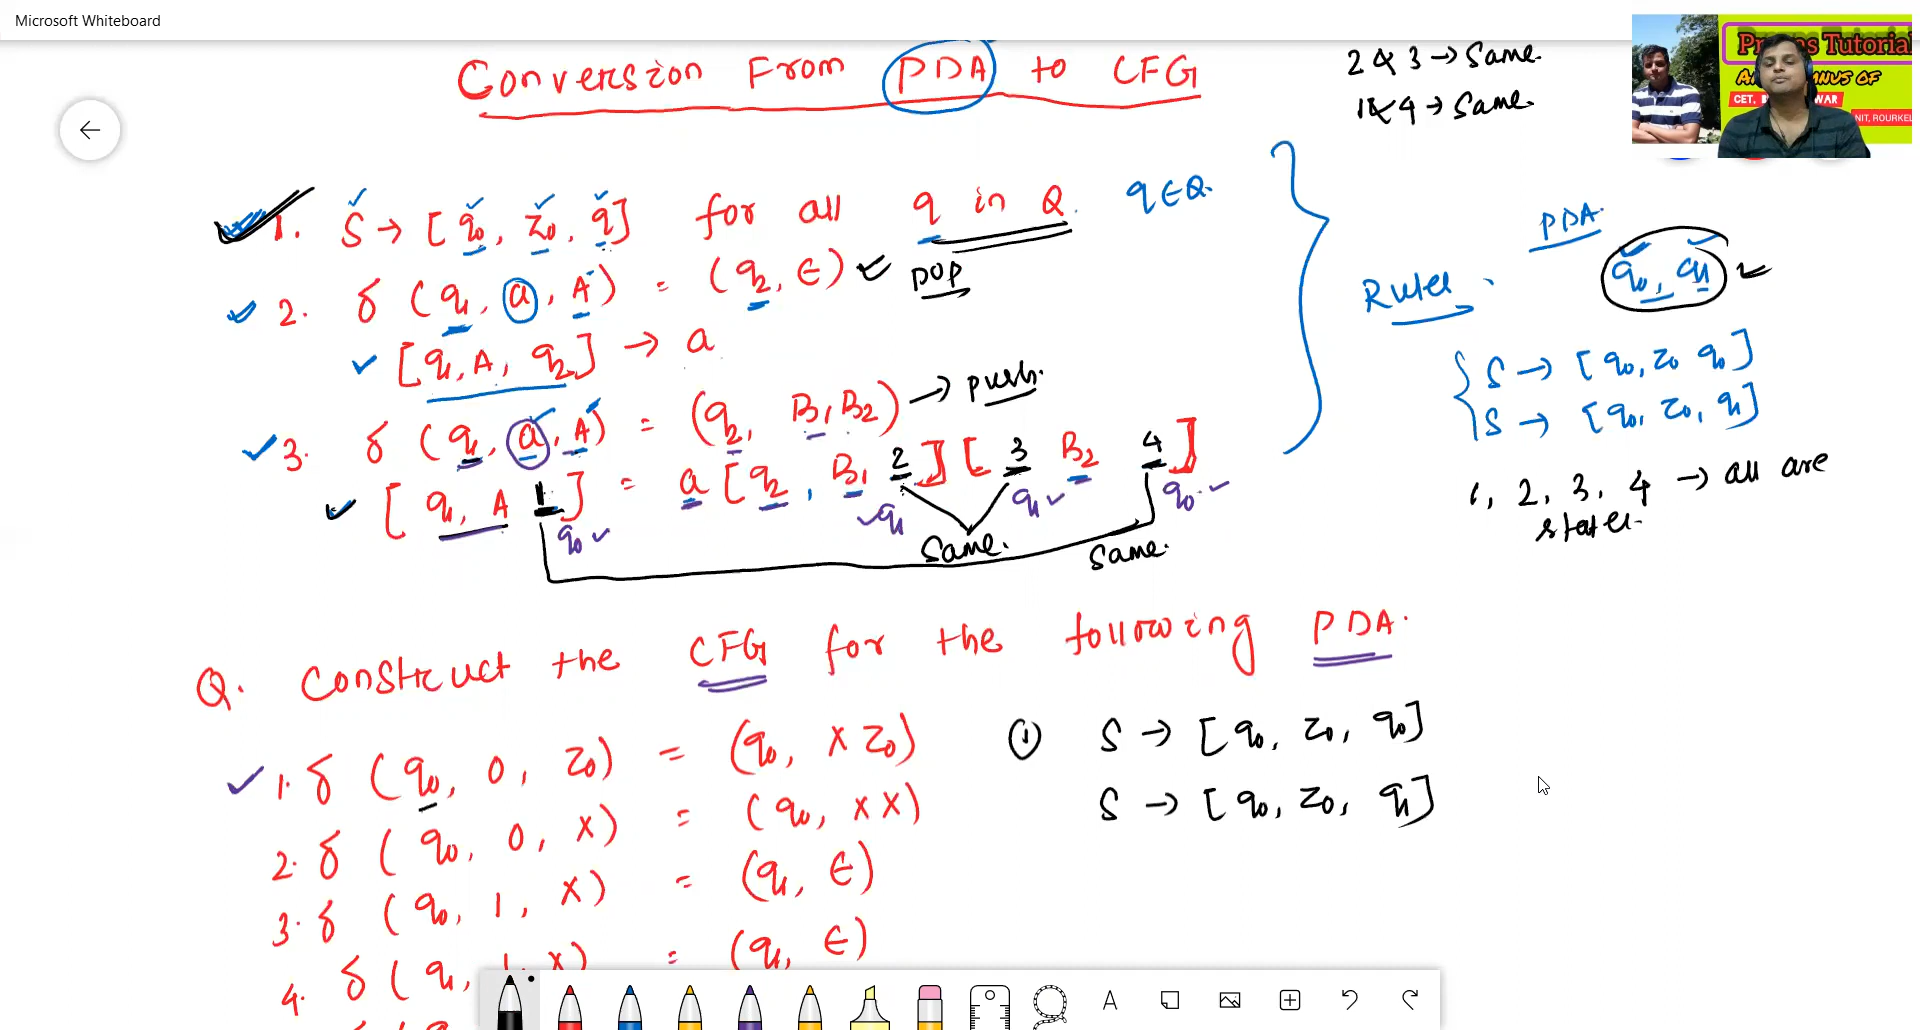 Microsoft Whiteboard
Conversion From PDA to CFG
2 & 3 → Same.
1 & 4 → Same.
1. S → [q0, z0, q] for all q in Q. q ∈ Q.
2. δ (q1, a, A) = (q2, ∈) POP
[q1, A, q2] → a
3. δ (q1, a, A) = (q2, B1 B2) → push.
[q1, A 1] = a [q2, B1 2] [3 B2 4]
q0 q1 q1 q0
Same. Same.
PDA
Rules. q0, q1
S → [q0, z0 q0]
S → [q0, z0, q1]
1, 2, 3, 4 → all are
states.
Q. Construct the CFG for the following PDA.
1. δ (q0, 0, z0) = (q0, x z0)
2. δ (q0, 0, x) = (q0, x x)
3. δ (q0, 1, x) = (q1, ∈)
4. δ (q1, 1, x) = (q1, ∈)
① S → [q0, z0, q0]
S → [q0, z0, q1]
Tutorial
NIT, ROURKEL
A